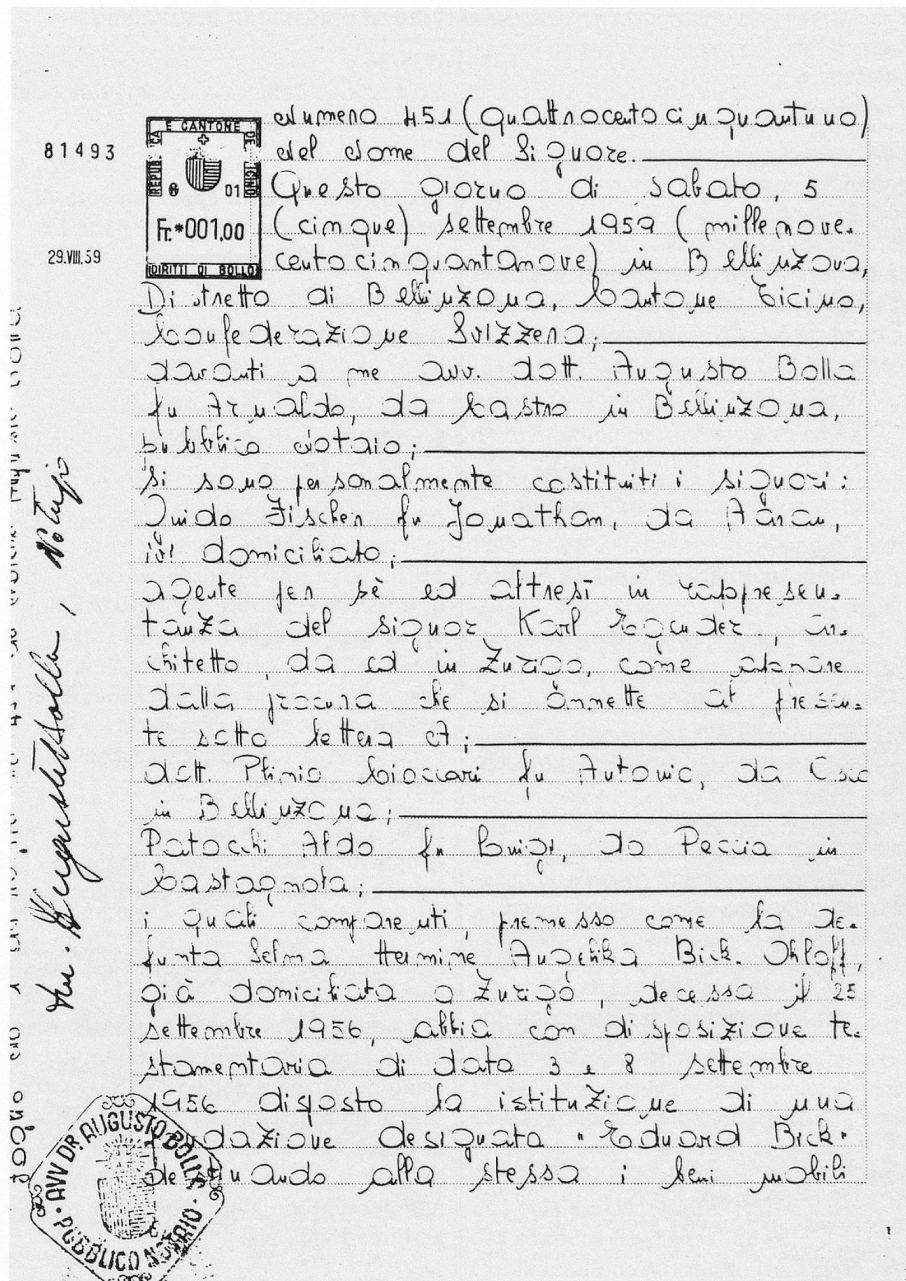 81493
29.VIII.59
REPUBLICA E CANTONE TICINO
01
Fr.*001,00
DIRITTI DI BOLLO
Numero 451 (quattrocentocinquantuno)
Nel Nome del Signore.
Questo giorno di sabato, 5
(cinque) settembre 1959 (millenove-
centocinquantanove) in Bellinzona,
Distretto di Bellinzona, Cantone Ticino,
Confederazione Svizzera;
davanti a me avv. dott. Augusto Bolla
fu Arnaldo, da Castro in Bellinzona,
pubblico Notaio;
si sono personalmente costituiti i signori:
Guido Fischer fu Jonathan, da Aarau,
ivi domiciliato;
agente per sè ed altresì in rappresen-
tanza del signor Karl Egender, ar-
chitetto, da ed in Zurigo, come appare
dalla procura che si annette al presen-
te sotto lettera A;
dott. Plinio Cioccari fu Antonio, da Osco
in Bellinzona;
Patocchi Aldo fu Luigi, da Peccia in
Castagnola;
i quali comparenti, premesso come la de-
funta Selma Hermine Angelika Bick-Ohloff,
già domiciliata a Zurigo, decessa il 25
settembre 1956, abbia con disposizione te-
stamentaria di data 3 e 8 settembre
1956 disposto la istituzione di una
fondazione designata "Eduard Bick"
destinando alla stessa i beni mobili
Avv. Augusto Bolla, Notajo
AVV DR. AUGUSTO BOLLA
PUBBLICO NOTAIO